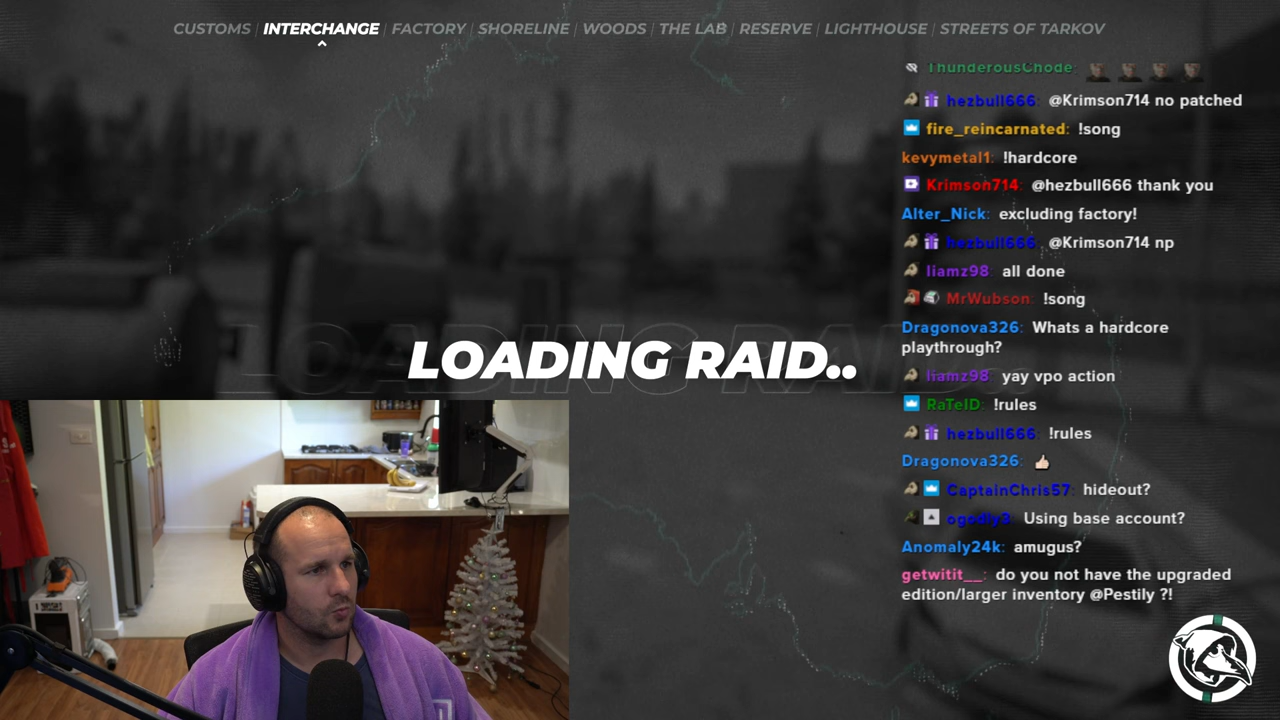 CUSTOMS | INTERCHANGE | FACTORY | SHORELINE | WOODS | THE LAB | RESERVE | LIGHTHOUSE | STREETS OF TARKOV
ThunderousChode:
hezbull666: @Krimson714 no patched
fire_reincarnated: !song
kevymetal1: !hardcore
Krimson714: @hezbull666 thank you
Alter_Nick: excluding factory!
hezbull666: @Krimson714 np
liamz98: all done
MrWubson: !song
Dragonova326: Whats a hardcore
playthrough?
liamz98: yay vpo action
RaTeID: !rules
hezbull666: !rules
Dragonova326: 👍🏻
CaptainChris57: hideout?
ogodly3: Using base account?
Anomaly24k: amugus?
getwitit__: do you not have the upgraded
edition/larger inventory @Pestily ?!
LOADING RAID..